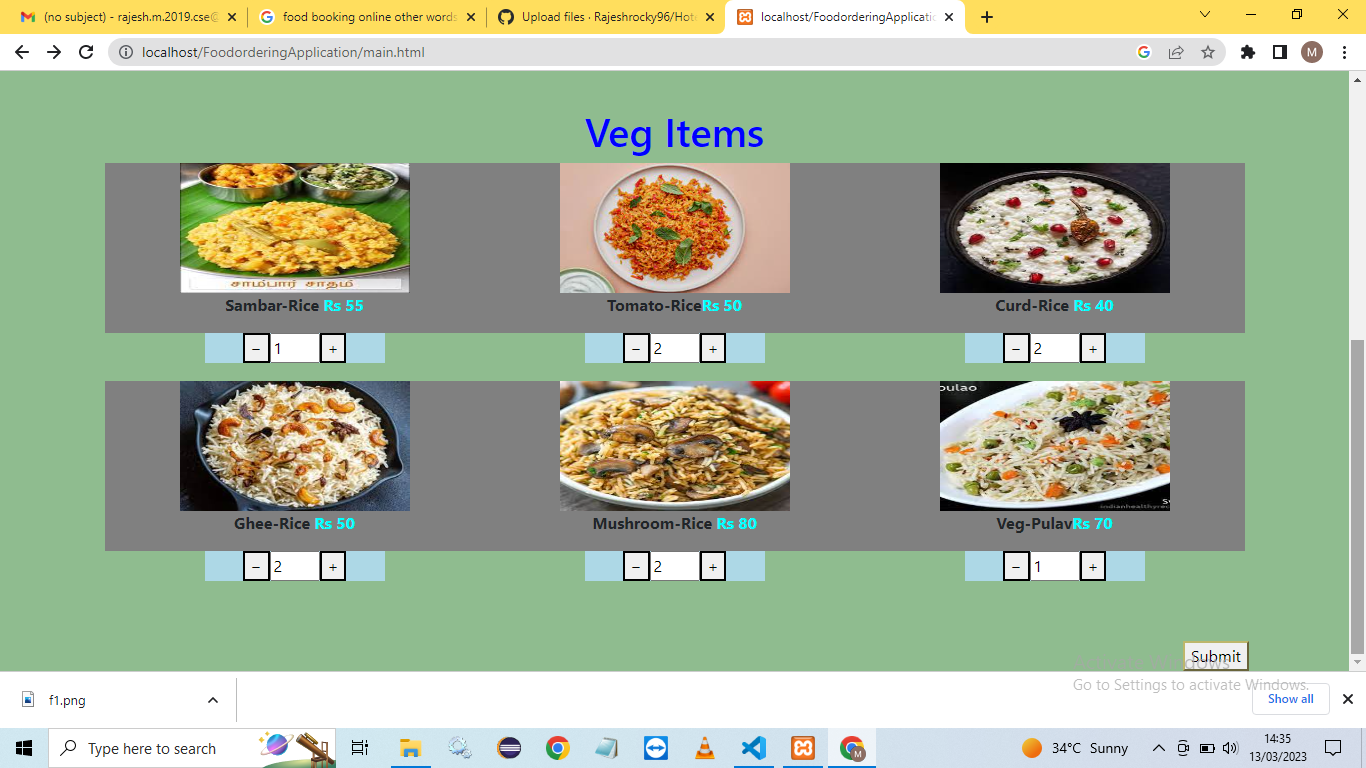 (no subject) - rajesh.m.2019.cse@
food booking online other words
Upload files · Rajeshrocky96/Hote
localhost/FoodorderingApplicatio
localhost/FoodorderingApplication/main.html
M
Veg Items
சாம்பார் சாதம்
Sambar-Rice Rs 55
Tomato-RiceRs 50
Curd-Rice Rs 40
− 1 +
− 2 +
− 2 +
pulao
indianhealthyrec
Ghee-Rice Rs 50
Mushroom-Rice Rs 80
Veg-PulavRs 70
− 2 +
− 2 +
− 1 +
Submit
Activate Windows
Go to Settings to activate Windows.
f1.png
Show all
Type here to search
34°C Sunny
14:35
13/03/2023